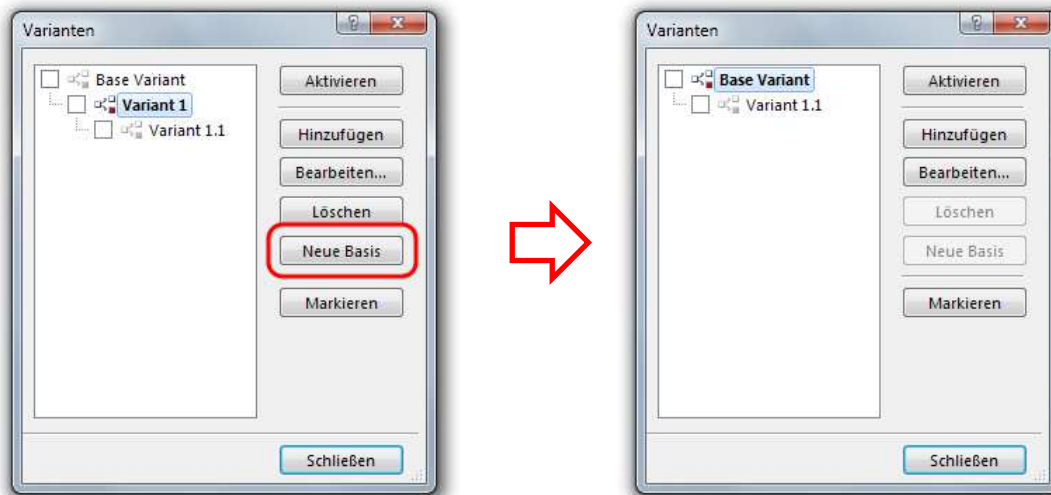 Varianten
Base Variant
Variant 1
Variant 1.1
Aktivieren
Hinzufügen
Bearbeiten...
Löschen
Neue Basis
Markieren
Schließen
Varianten
Base Variant
Variant 1.1
Aktivieren
Hinzufügen
Bearbeiten...
Löschen
Neue Basis
Markieren
Schließen